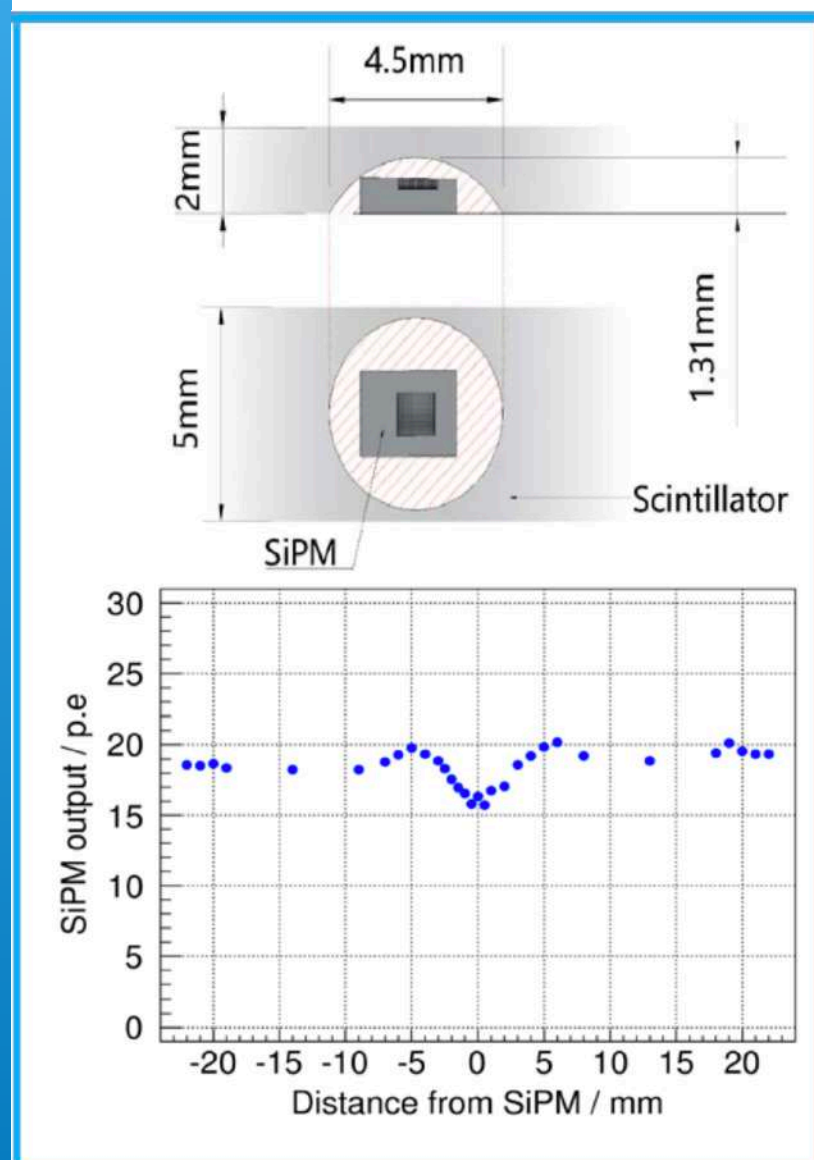 4.5mm
2mm
1.31mm
5mm
Scintillator
SiPM
30
25
20
15
10
5
0
SiPM output / p.e
-20 -15 -10 -5 0 5 10 15 20
Distance from SiPM / mm